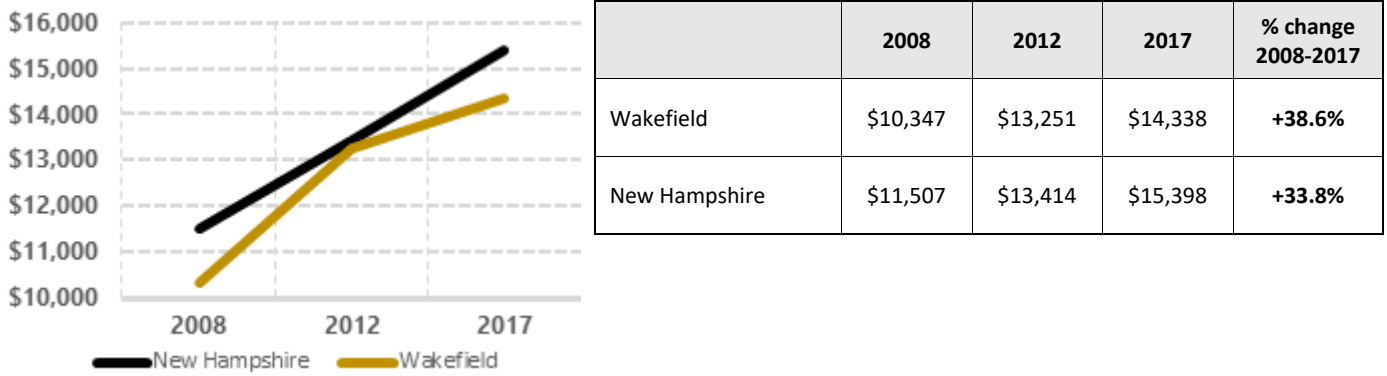 $16,000
$15,000
$14,000
$13,000
$12,000
$11,000
$10,000
2008 2012 2017
New Hampshire Wakefield
2008 2012 2017 % change
2008-2017
Wakefield $10,347 $13,251 $14,338 +38.6%
New Hampshire $11,507 $13,414 $15,398 +33.8%